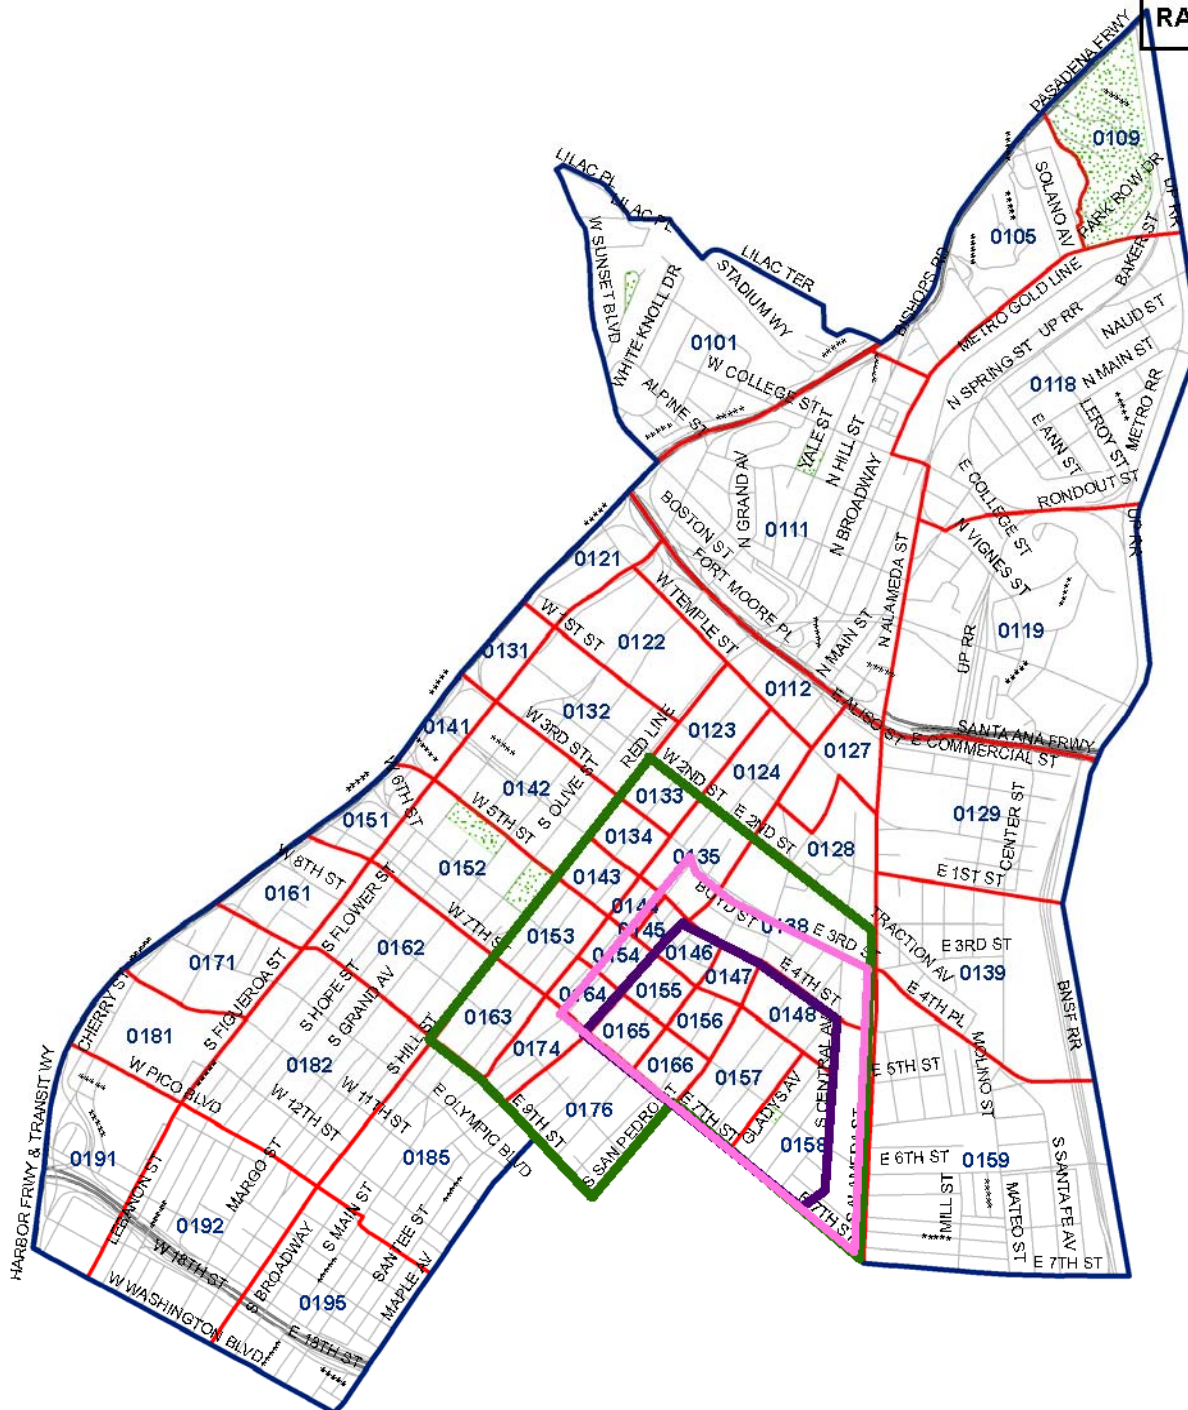 RA
PASADENA FRWY
*****
0109
PARK ROW DR
UP RR
*****
SOLANO AV
*****
0105
*****
BAKER ST
LILAC PL
LILAC PL
W SUNSET BLVD
WHITE KNOLL DR
STADIUM WY
LILAC TER
BISHOPS RD
METRO GOLD LINE
UP RR
NAUD ST
N SPRING ST
N MAIN ST
0118
METRO RR
LEROY ST
*****
E ANN ST
0101
*****
W COLLEGE ST
*****
ALPINE ST
*****
*****
YALE ST
N HILL ST
N BROADWAY
N GRAND AV
0111
E COLLEGE ST
RONDOUT ST
UP RR
N VIGNES ST
*****
*****
BOSTON ST
FORT MOORE PL
N ALAMEDA ST
0121
W TEMPLE ST
*****
N MAIN ST
*****
0119
UP RR
*****
W 1ST ST
0122
0131
*****
0112
0132
RED LINE
0123
E ALISO ST
SANTA ANA FRWY
E COMMERCIAL ST
0141
*****
W 3RD ST
*****
W 2ND ST
0124
0127
0142
S OLIVE ST
0133
*****
W 6TH ST
0151
W 5TH ST
0134
E 2ND ST
0128
0129
CENTER ST
0135
E 1ST ST
W 8TH ST
0152
0143
0161
S FLOWER ST
BOYD ST
0144
0138
TRACTION AV
W 7TH ST
0145
E 3RD ST
E 3RD ST
0153
*****
0171
S FIGUEROA ST
0162
0154
0146
E 4TH ST
0139
0147
E 4TH PL
CHERRY ST
S HOPE ST
S GRAND AV
0164
0155
0148
BNSF RR
0163
0156
S CENTRAL AV
0181
S HILL ST
0165
MOLINO ST
0174
0166
0157
E 5TH ST
0182
W PICO BLVD
*****
W 11TH ST
GLADYS AV
HARBOR FRWY & TRANSIT WY
*****
*****
W 12TH ST
E OLYMPIC BLVD
E 9TH ST
0176
E 7TH ST
S SAN PEDRO ST
0158
S ALAMEDA ST
0191
LEBANON ST
MARGO ST
0185
*****
E 6TH ST
0159
S SANTA FE AV
*****
MILL ST
*****
MATEO ST
0192
W 18TH ST
S BROADWAY
S MAIN ST
*****
SANTEE ST
MAPLE AV
E 7TH ST
*****
E 7TH ST
W WASHINGTON BLVD
0195
E 18TH ST
*****
*****